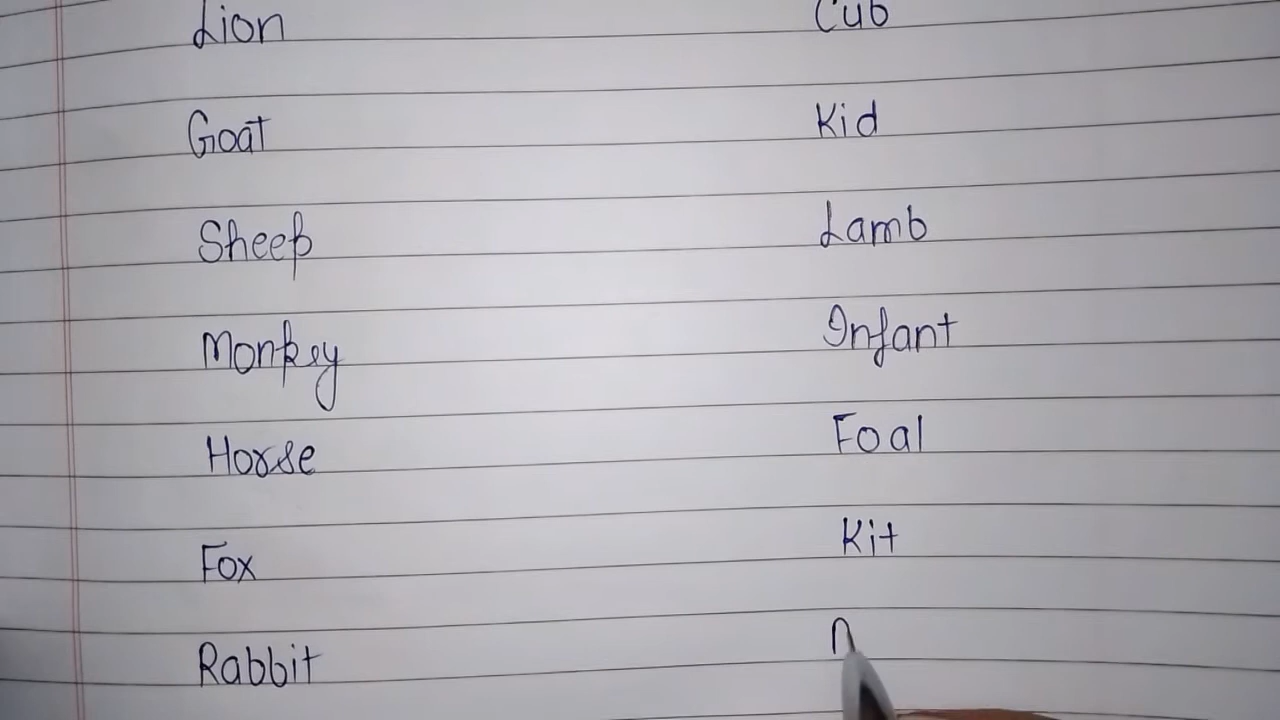 Lion Cub
Goat Kid
Sheep Lamb
Monkey Infant
Horse Foal
Fox Kit
Rabbit